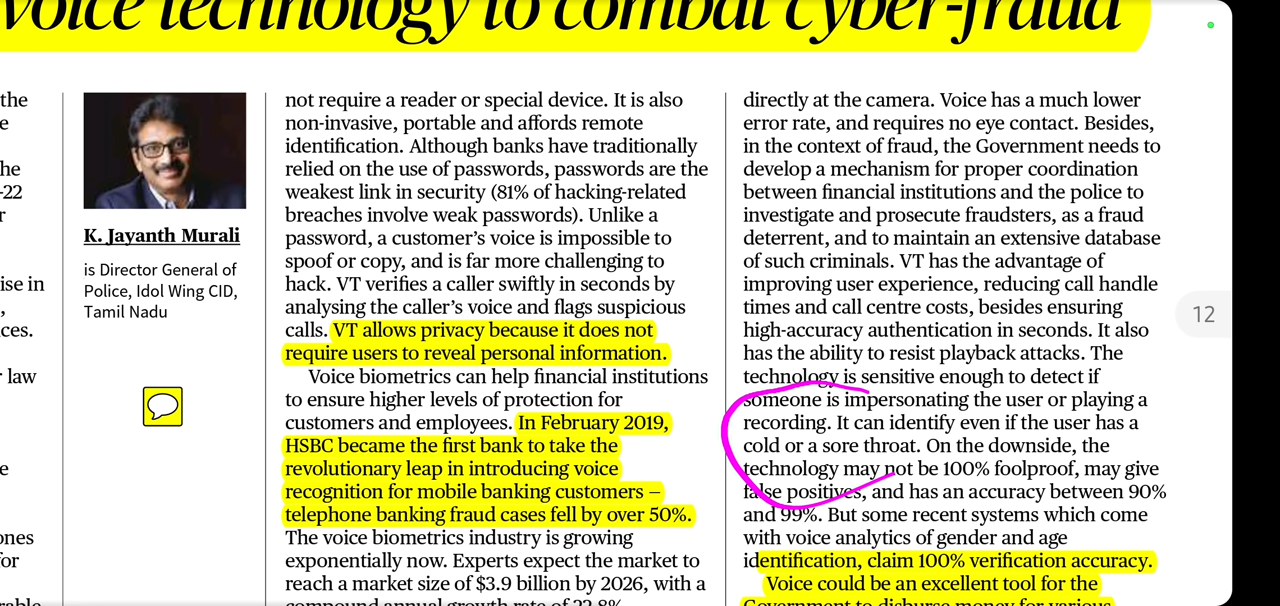 voice technology to combat cyber-fraud
the
e
he
-22
r
ise in
,
ces.
r law
e
ones
for
K. Jayanth Murali
is Director General of
Police, Idol Wing CID,
Tamil Nadu
not require a reader or special device. It is also
non-invasive, portable and affords remote
identification. Although banks have traditionally
relied on the use of passwords, passwords are the
weakest link in security (81% of hacking-related
breaches involve weak passwords). Unlike a
password, a customer’s voice is impossible to
spoof or copy, and is far more challenging to
hack. VT verifies a caller swiftly in seconds by
analysing the caller’s voice and flags suspicious
calls. VT allows privacy because it does not
require users to reveal personal information.
Voice biometrics can help financial institutions
to ensure higher levels of protection for
customers and employees. In February 2019,
HSBC became the first bank to take the
revolutionary leap in introducing voice
recognition for mobile banking customers —
telephone banking fraud cases fell by over 50%.
The voice biometrics industry is growing
exponentially now. Experts expect the market to
reach a market size of $3.9 billion by 2026, with a
compound annual growth rate of 22.8%.
directly at the camera. Voice has a much lower
error rate, and requires no eye contact. Besides,
in the context of fraud, the Government needs to
develop a mechanism for proper coordination
between financial institutions and the police to
investigate and prosecute fraudsters, as a fraud
deterrent, and to maintain an extensive database
of such criminals. VT has the advantage of
improving user experience, reducing call handle
times and call centre costs, besides ensuring
high-accuracy authentication in seconds. It also
has the ability to resist playback attacks. The
technology is sensitive enough to detect if
someone is impersonating the user or playing a
recording. It can identify even if the user has a
cold or a sore throat. On the downside, the
technology may not be 100% foolproof, may give
false positives, and has an accuracy between 90%
and 99%. But some recent systems which come
with voice analytics of gender and age
identification, claim 100% verification accuracy.
Voice could be an excellent tool for the
Government to disburse money for various
12